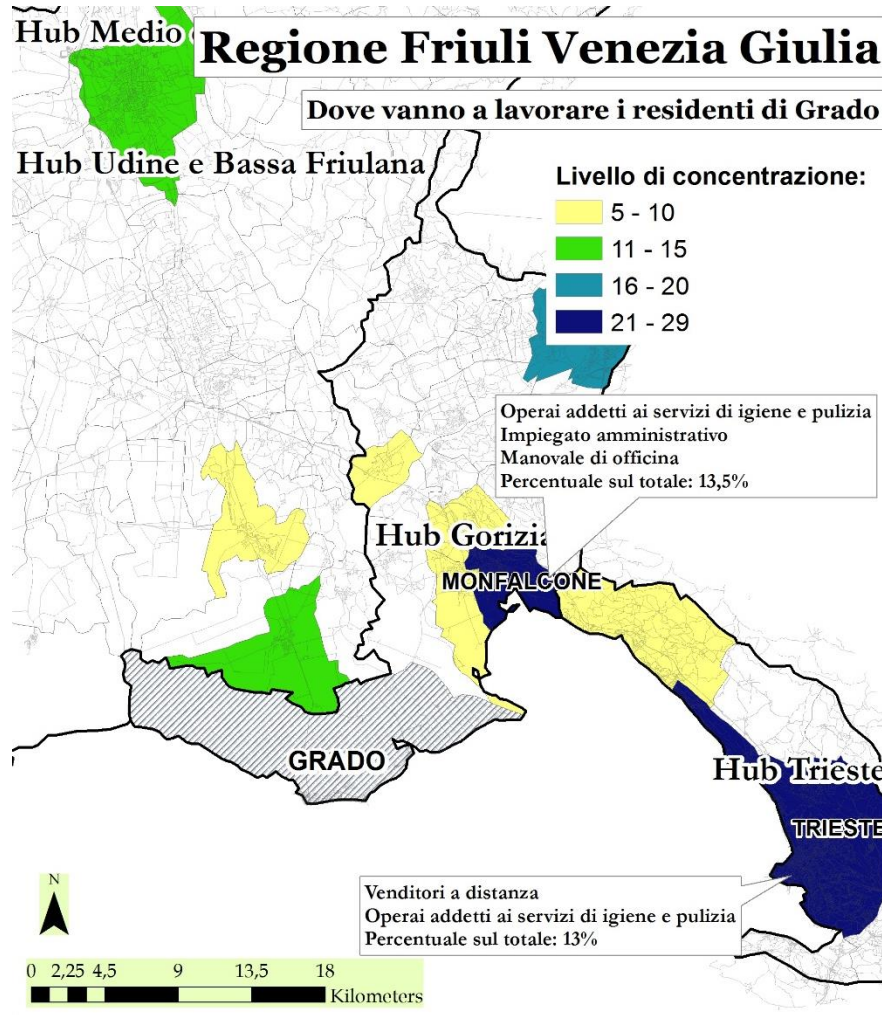 Hub Medio
Regione Friuli Venezia Giulia
Dove vanno a lavorare i residenti di Grado
Hub Udine e Bassa Friulana
Livello di concentrazione:
5 - 10
11 - 15
16 - 20
21 - 29
Operai addetti ai servizi di igiene e pulizia
Impiegato amministrativo
Manovale di officina
Percentuale sul totale: 13,5%
Hub Gorizia
MONFALCONE
GRADO
Hub Trieste
TRIESTE
Venditori a distanza
Operai addetti ai servizi di igiene e pulizia
Percentuale sul totale: 13%
N
0 2,25 4,5 9 13,5 18
Kilometers